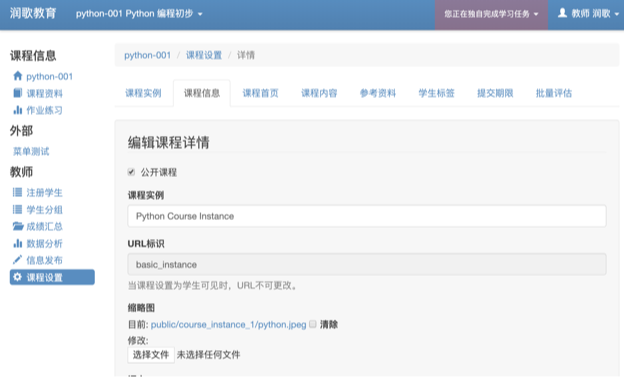 润歌教育 python-001 Python 编程初步 您正在独自完成学习任务 教师 润歌
课程信息
python-001
课程资料
作业练习
外部
菜单测试
教师
注册学生
学生分组
成绩汇总
数据分析
信息发布
课程设置
python-001 / 课程设置 / 详情
课程实例 课程信息 课程首页 课程内容 参考资料 学生标签 提交期限 批量评估
编辑课程详情
公开课程
课程实例
Python Course Instance
URL标识
basic_instance
当课程设置为学生可见时，URL不可更改。
缩略图
目前: public/course_instance_1/python.jpeg 清除
修改:
选择文件 未选择任何文件